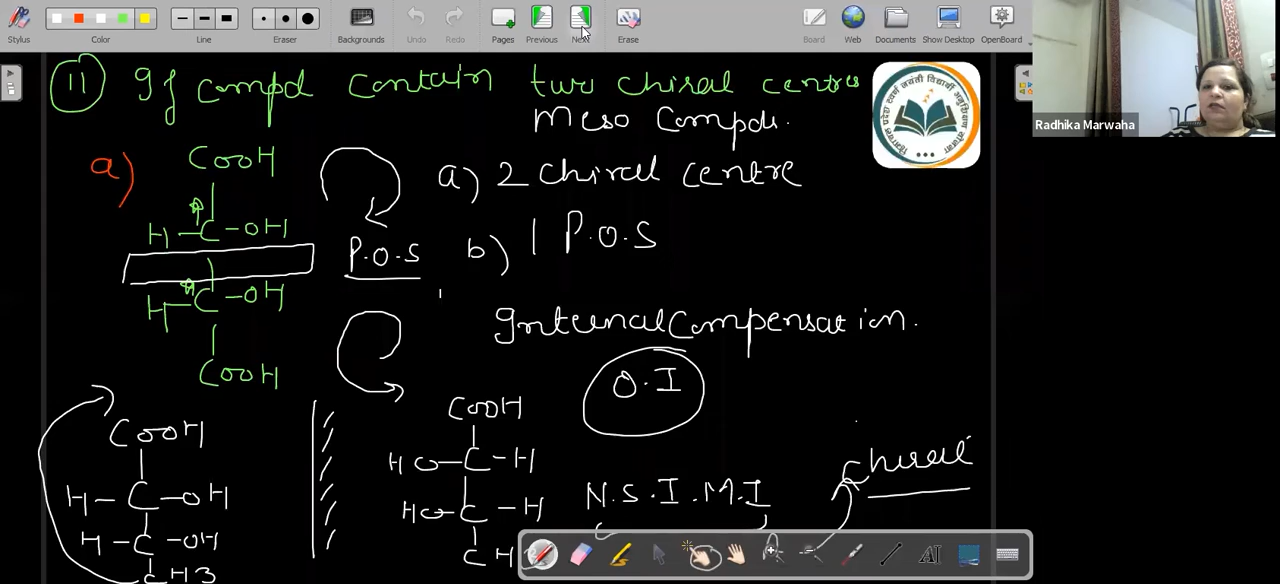 Stylus Color Line Eraser Backgrounds Undo Redo Pages Previous Next Erase Board Web Documents Show Desktop OpenBoard
Radhika Marwaha
11 If compd contain two chiral centres
Meso Compds.
a)
COOH
H-C-OH
H-C-OH
COOH
P.O.S
a) 2 chiral centre
b) 1 P.O.S
Internal Compensation.
O.I
COOH
H-C-OH
H-C-OH
CH3
COOH
HO-C-H
HO-C-H
CH
N.S.I.M.I
chiral